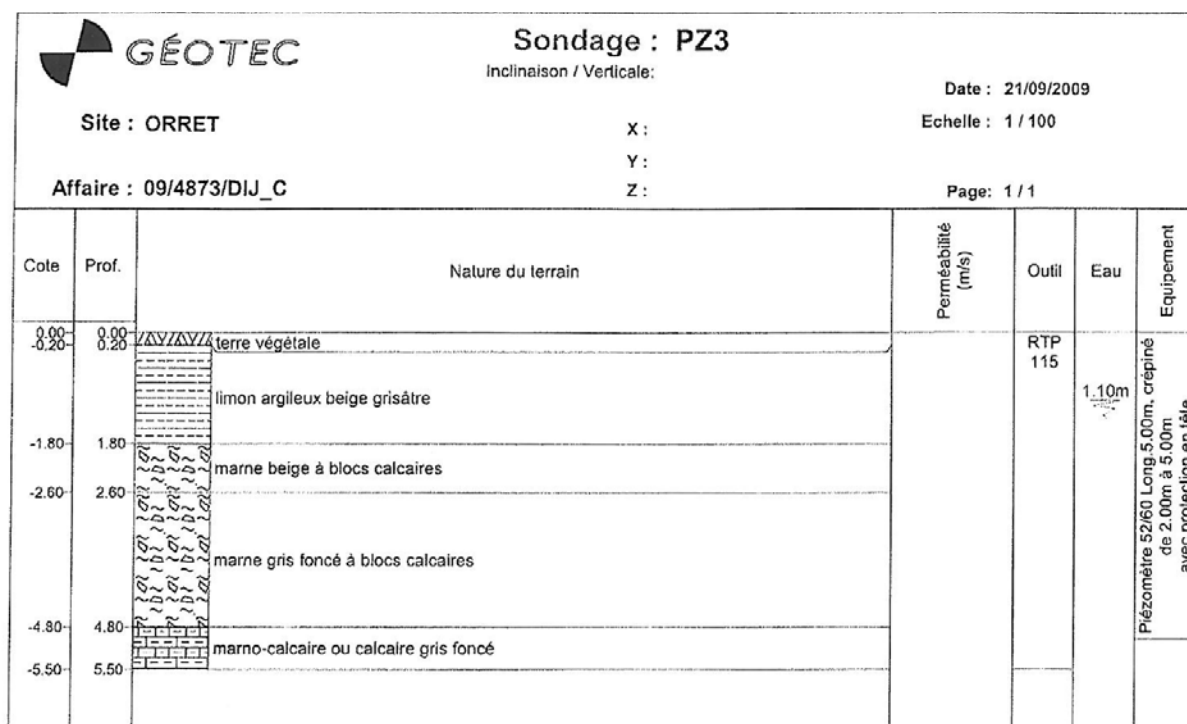 GÉOTEC
Sondage : PZ3
Inclinaison / Verticale:
Date : 21/09/2009
Site : ORRET
X :
Echelle : 1 / 100
Y :
Affaire : 09/4873/DIJ_C
Z :
Page: 1 / 1
Cote
Prof.
Nature du terrain
Perméabilité
(m/s)
Outil
Eau
Equipement
0.00 0.00
-0.20 0.20 terre végétale
RTP
115
limon argileux beige grisâtre
1.10m
-1.80 1.80
marne beige à blocs calcaires
-2.60 2.60
marne gris foncé à blocs calcaires
-4.80 4.80
marno-calcaire ou calcaire gris foncé
-5.50 5.50
Piézomètre 52/60 Long.5.00m, crépiné
de 2.00m à 5.00m
avec protection en tête